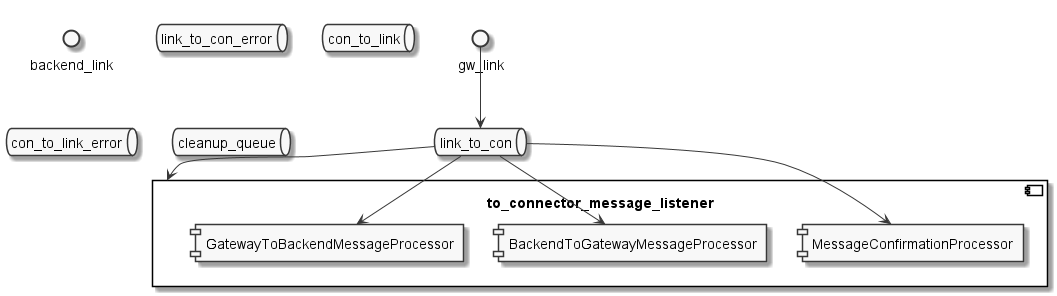 link_to_con_error
con_to_link
backend_link
gw_link
con_to_link_error
cleanup_queue
link_to_con
to_connector_message_listener
GatewayToBackendMessageProcessor
BackendToGatewayMessageProcessor
MessageConfirmationProcessor